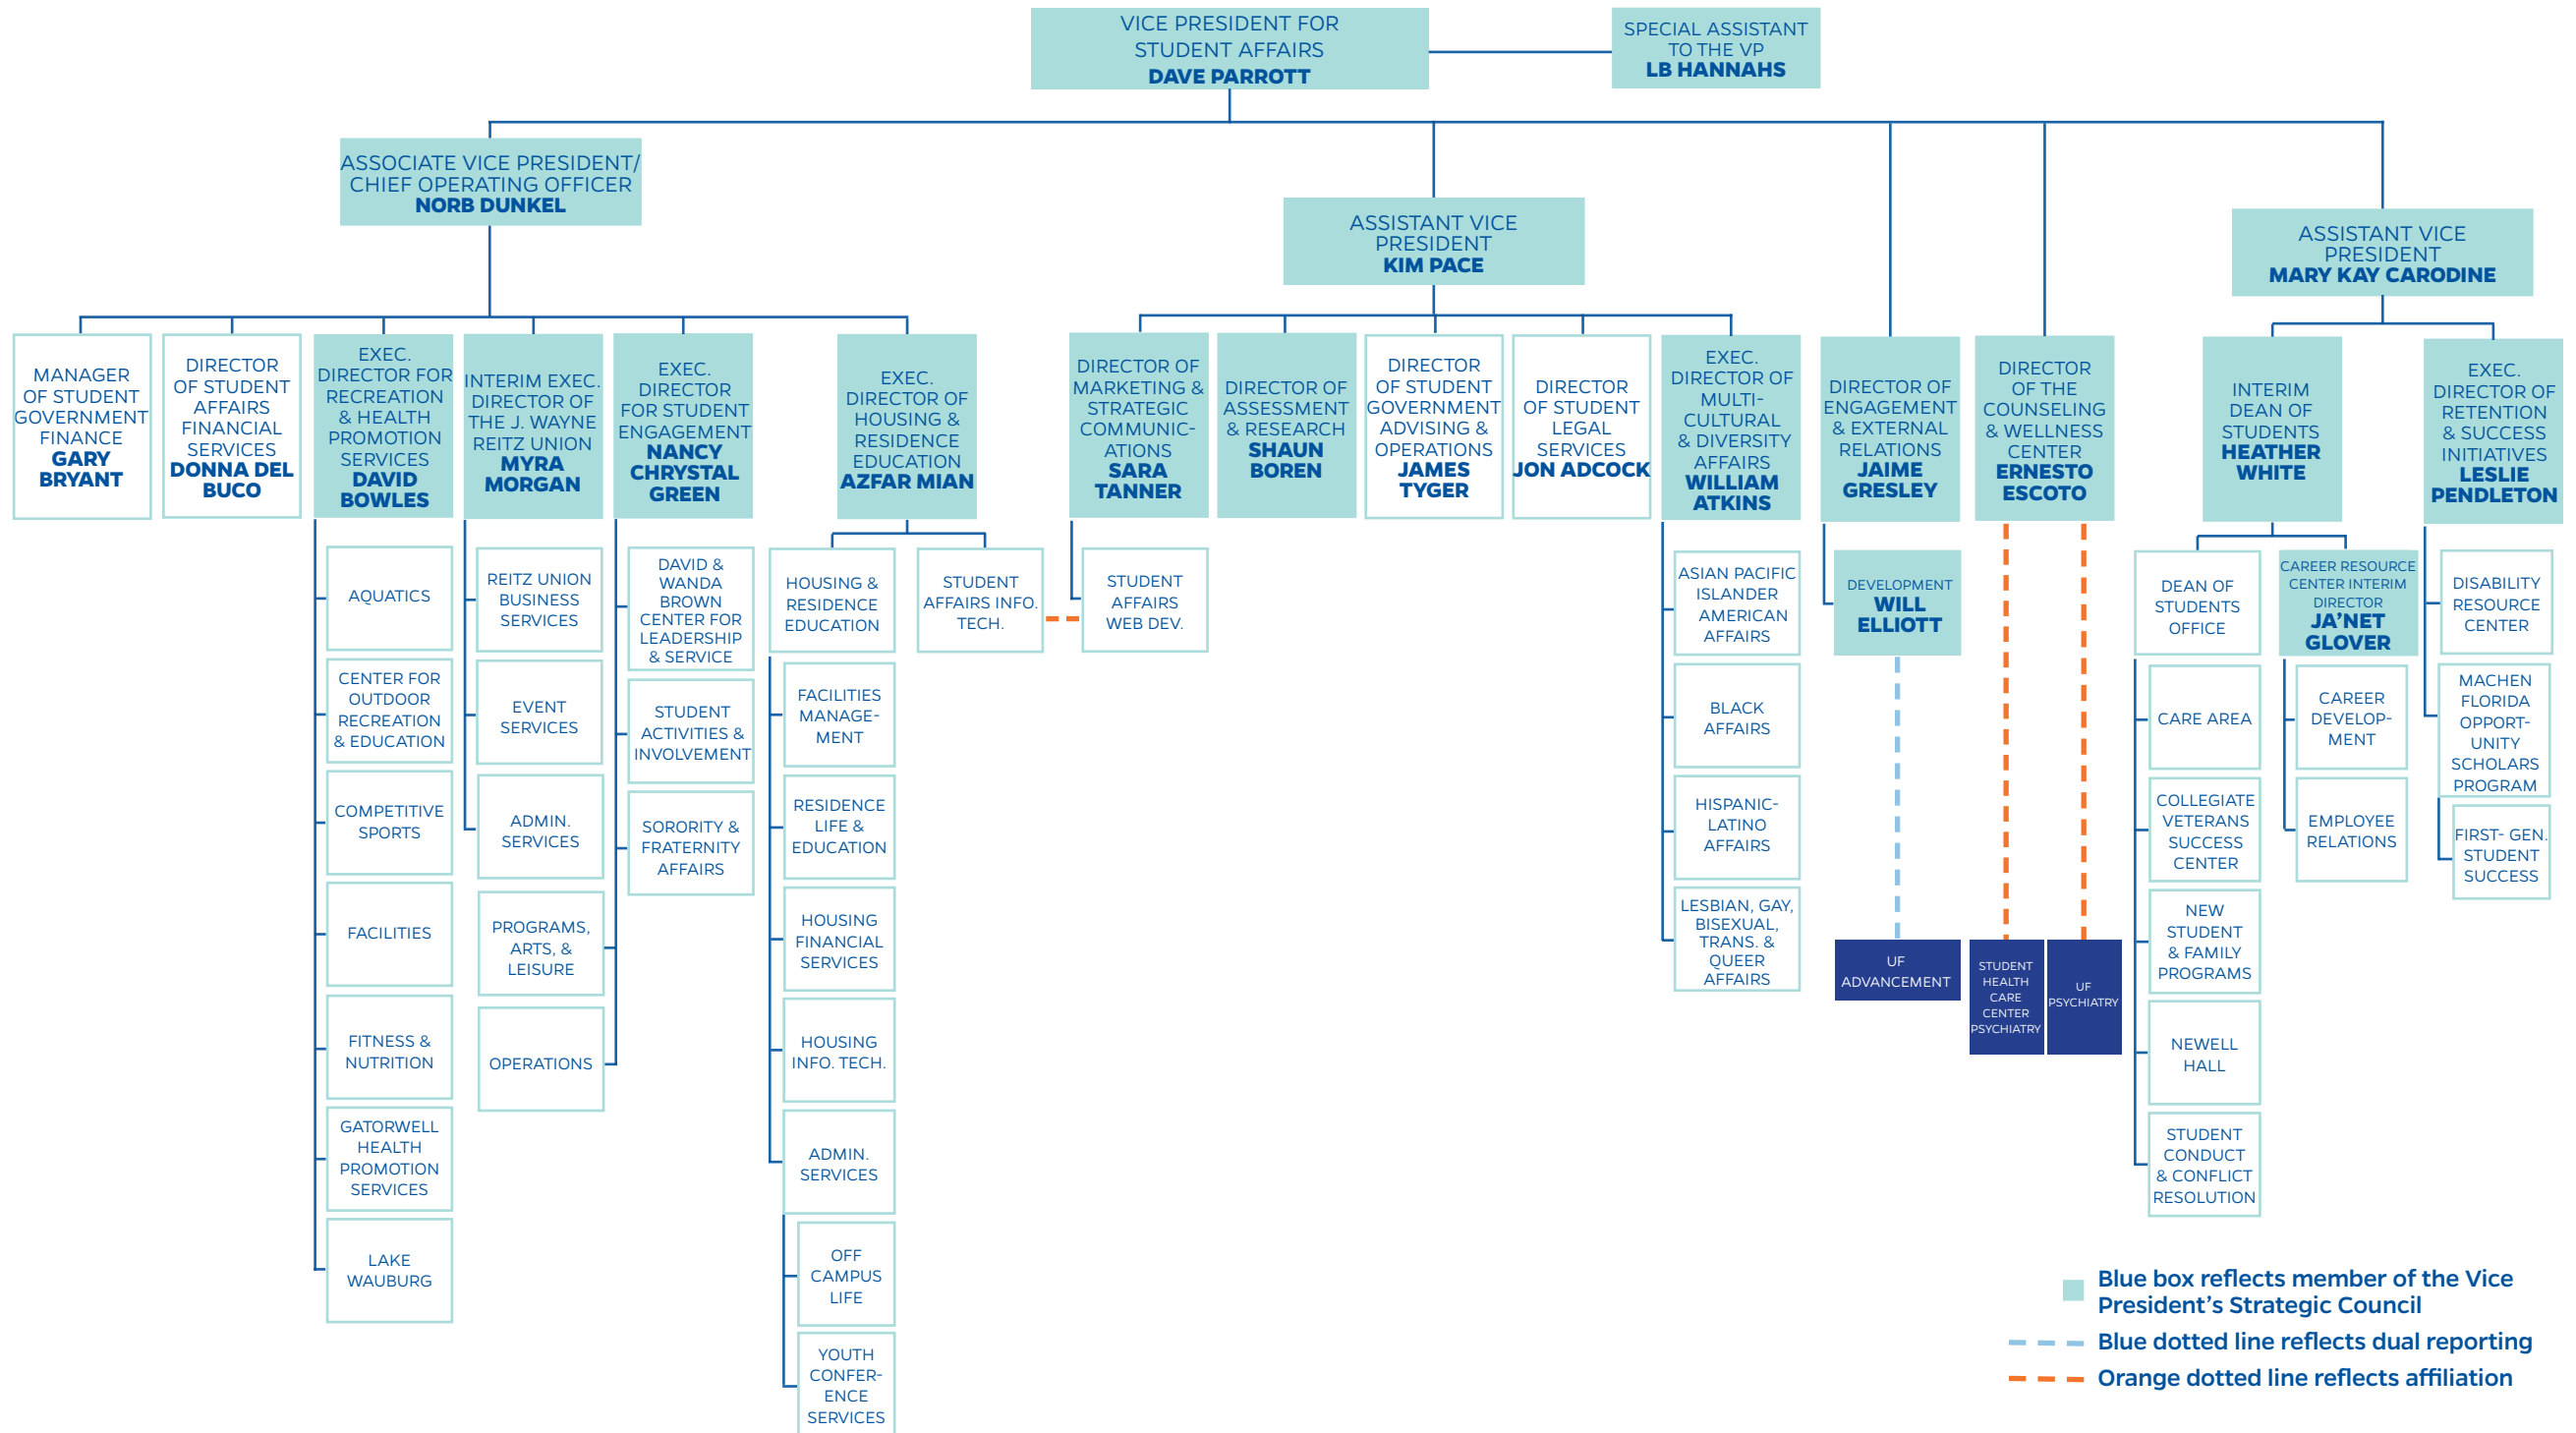 VICE PRESIDENT FOR
STUDENT AFFAIRS
DAVE PARROTT
SPECIAL ASSISTANT
TO THE VP
LB HANNAHS
ASSOCIATE VICE PRESIDENT/
CHIEF OPERATING OFFICER
NORB DUNKEL
ASSISTANT VICE
PRESIDENT
KIM PACE
ASSISTANT VICE
PRESIDENT
MARY KAY CARODINE
MANAGER
OF STUDENT
GOVERNMENT
FINANCE
GARY
BRYANT
DIRECTOR
OF STUDENT
AFFAIRS
FINANCIAL
SERVICES
DONNA DEL
BUCO
EXEC.
DIRECTOR FOR
RECREATION
& HEALTH
PROMOTION
SERVICES
DAVID
BOWLES
INTERIM EXEC.
DIRECTOR OF
THE J. WAYNE
REITZ UNION
MYRA
MORGAN
EXEC.
DIRECTOR
FOR STUDENT
ENGAGEMENT
NANCY
CHRYSTAL
GREEN
EXEC.
DIRECTOR OF
HOUSING &
RESIDENCE
EDUCATION
AZFAR MIAN
DIRECTOR OF
MARKETING &
STRATEGIC
COMMUNIC-
ATIONS
SARA
TANNER
DIRECTOR OF
ASSESSMENT
& RESEARCH
SHAUN
BOREN
DIRECTOR
OF STUDENT
GOVERNMENT
ADVISING &
OPERATIONS
JAMES
TYGER
DIRECTOR
OF STUDENT
LEGAL
SERVICES
JON ADCOCK
EXEC.
DIRECTOR OF
MULTI-
CULTURAL
& DIVERSITY
AFFAIRS
WILLIAM
ATKINS
DIRECTOR OF
ENGAGEMENT
& EXTERNAL
RELATIONS
JAIME
GRESLEY
DIRECTOR
OF THE
COUNSELING
& WELLNESS
CENTER
ERNESTO
ESCOTO
INTERIM
DEAN OF
STUDENTS
HEATHER
WHITE
EXEC.
DIRECTOR OF
RETENTION
& SUCCESS
INITIATIVES
LESLIE
PENDLETON
AQUATICS
CENTER FOR
OUTDOOR
RECREATION
& EDUCATION
COMPETITIVE
SPORTS
FACILITIES
FITNESS &
NUTRITION
GATORWELL
HEALTH
PROMOTION
SERVICES
LAKE
WAUBURG
REITZ UNION
BUSINESS
SERVICES
EVENT
SERVICES
ADMIN.
SERVICES
PROGRAMS,
ARTS, &
LEISURE
OPERATIONS
DAVID &
WANDA
BROWN
CENTER FOR
LEADERSHIP
& SERVICE
STUDENT
ACTIVITIES &
INVOLVEMENT
SORORITY &
FRATERNITY
AFFAIRS
HOUSING &
RESIDENCE
EDUCATION
FACILITIES
MANAGE-
MENT
RESIDENCE
LIFE &
EDUCATION
HOUSING
FINANCIAL
SERVICES
HOUSING
INFO. TECH.
ADMIN.
SERVICES
OFF
CAMPUS
LIFE
YOUTH
CONFER-
ENCE
SERVICES
STUDENT
AFFAIRS INFO.
TECH.
STUDENT
AFFAIRS
WEB DEV.
ASIAN PACIFIC
ISLANDER
AMERICAN
AFFAIRS
BLACK
AFFAIRS
HISPANIC-
LATINO
AFFAIRS
LESBIAN, GAY,
BISEXUAL,
TRANS. &
QUEER
AFFAIRS
DEVELOPMENT
WILL
ELLIOTT
UF
ADVANCEMENT
STUDENT
HEALTH
CARE
CENTER
PSYCHIATRY
UF
PSYCHIATRY
DEAN OF
STUDENTS
OFFICE
CARE AREA
COLLEGIATE
VETERANS
SUCCESS
CENTER
NEW
STUDENT
& FAMILY
PROGRAMS
NEWELL
HALL
STUDENT
CONDUCT
& CONFLICT
RESOLUTION
CAREER RESOURCE
CENTER INTERIM
DIRECTOR
JA’NET
GLOVER
CAREER
DEVELOP-
MENT
EMPLOYEE
RELATIONS
DISABILITY
RESOURCE
CENTER
MACHEN
FLORIDA
OPPORT-
UNITY
SCHOLARS
PROGRAM
FIRST- GEN.
STUDENT
SUCCESS
Blue box reflects member of the Vice
President’s Strategic Council
Blue dotted line reflects dual reporting
Orange dotted line reflects affiliation